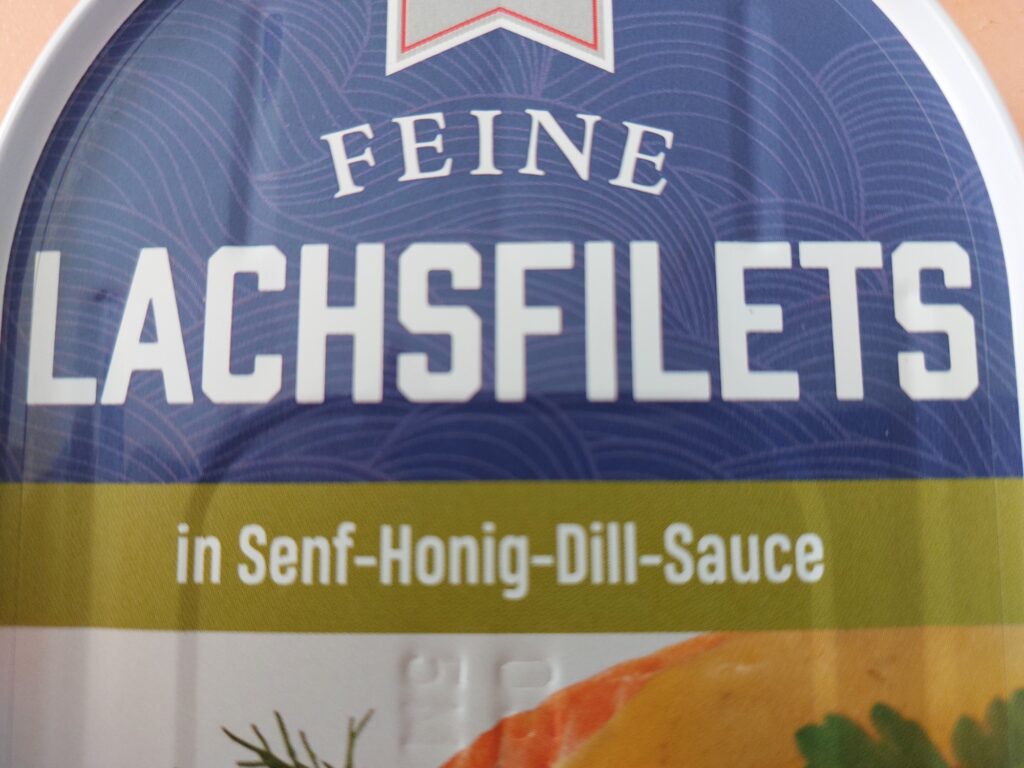 FEINE
LACHSFILETS
in Senf-Honig-Dill-Sauce